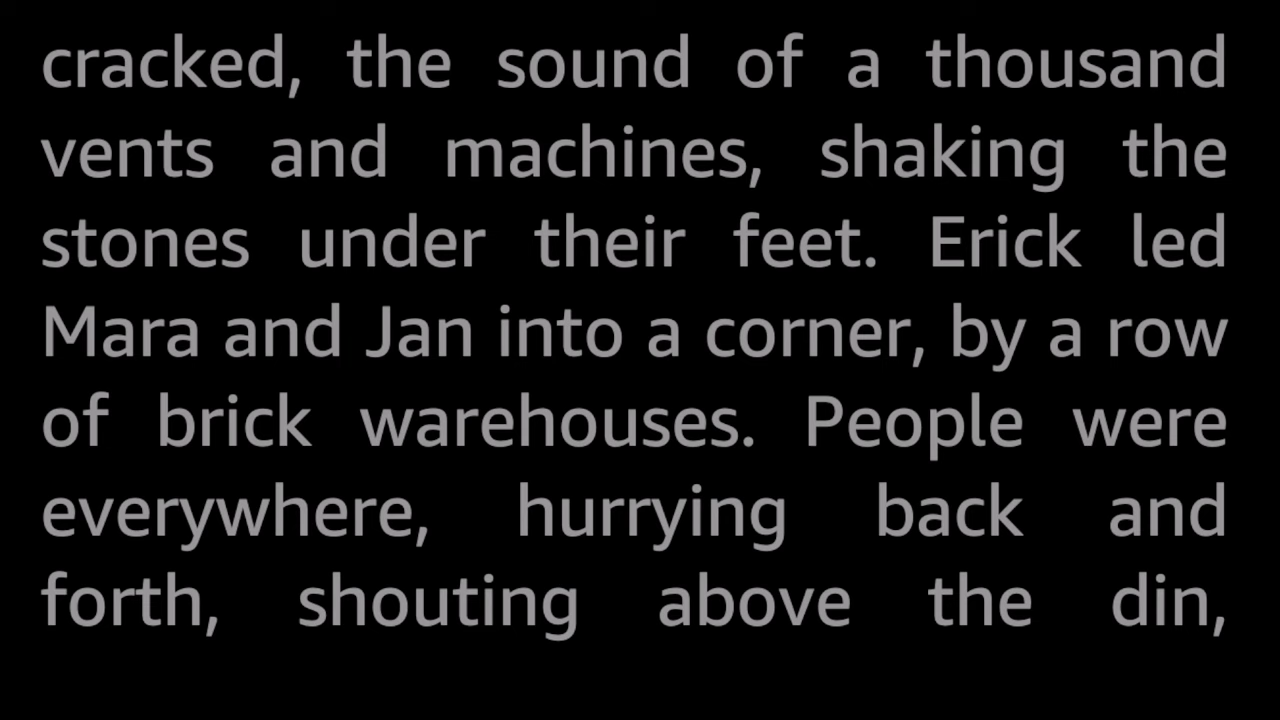 cracked, the sound of a thousand
vents and machines, shaking the
stones under their feet. Erick led
Mara and Jan into a corner, by a row
of brick warehouses. People were
everywhere, hurrying back and
forth, shouting above the din,